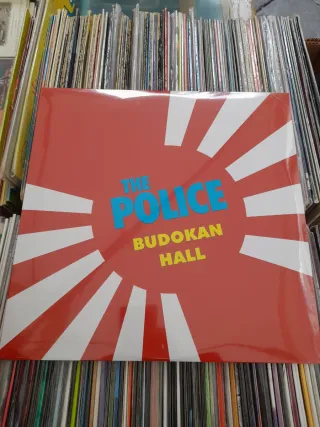 THE
POLICE
BUDOKAN
HALL